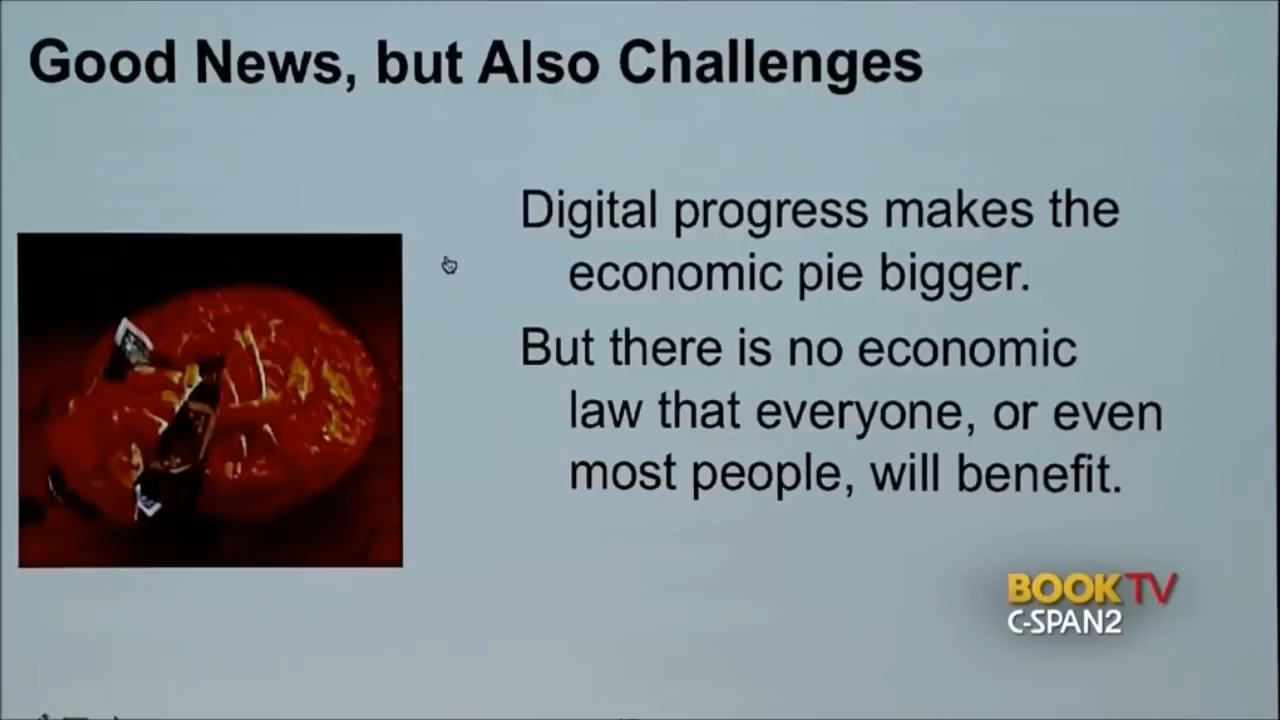 Good News, but Also Challenges
Digital progress makes the
economic pie bigger.
But there is no economic
law that everyone, or even
most people, will benefit.
BOOK TV
C-SPAN2